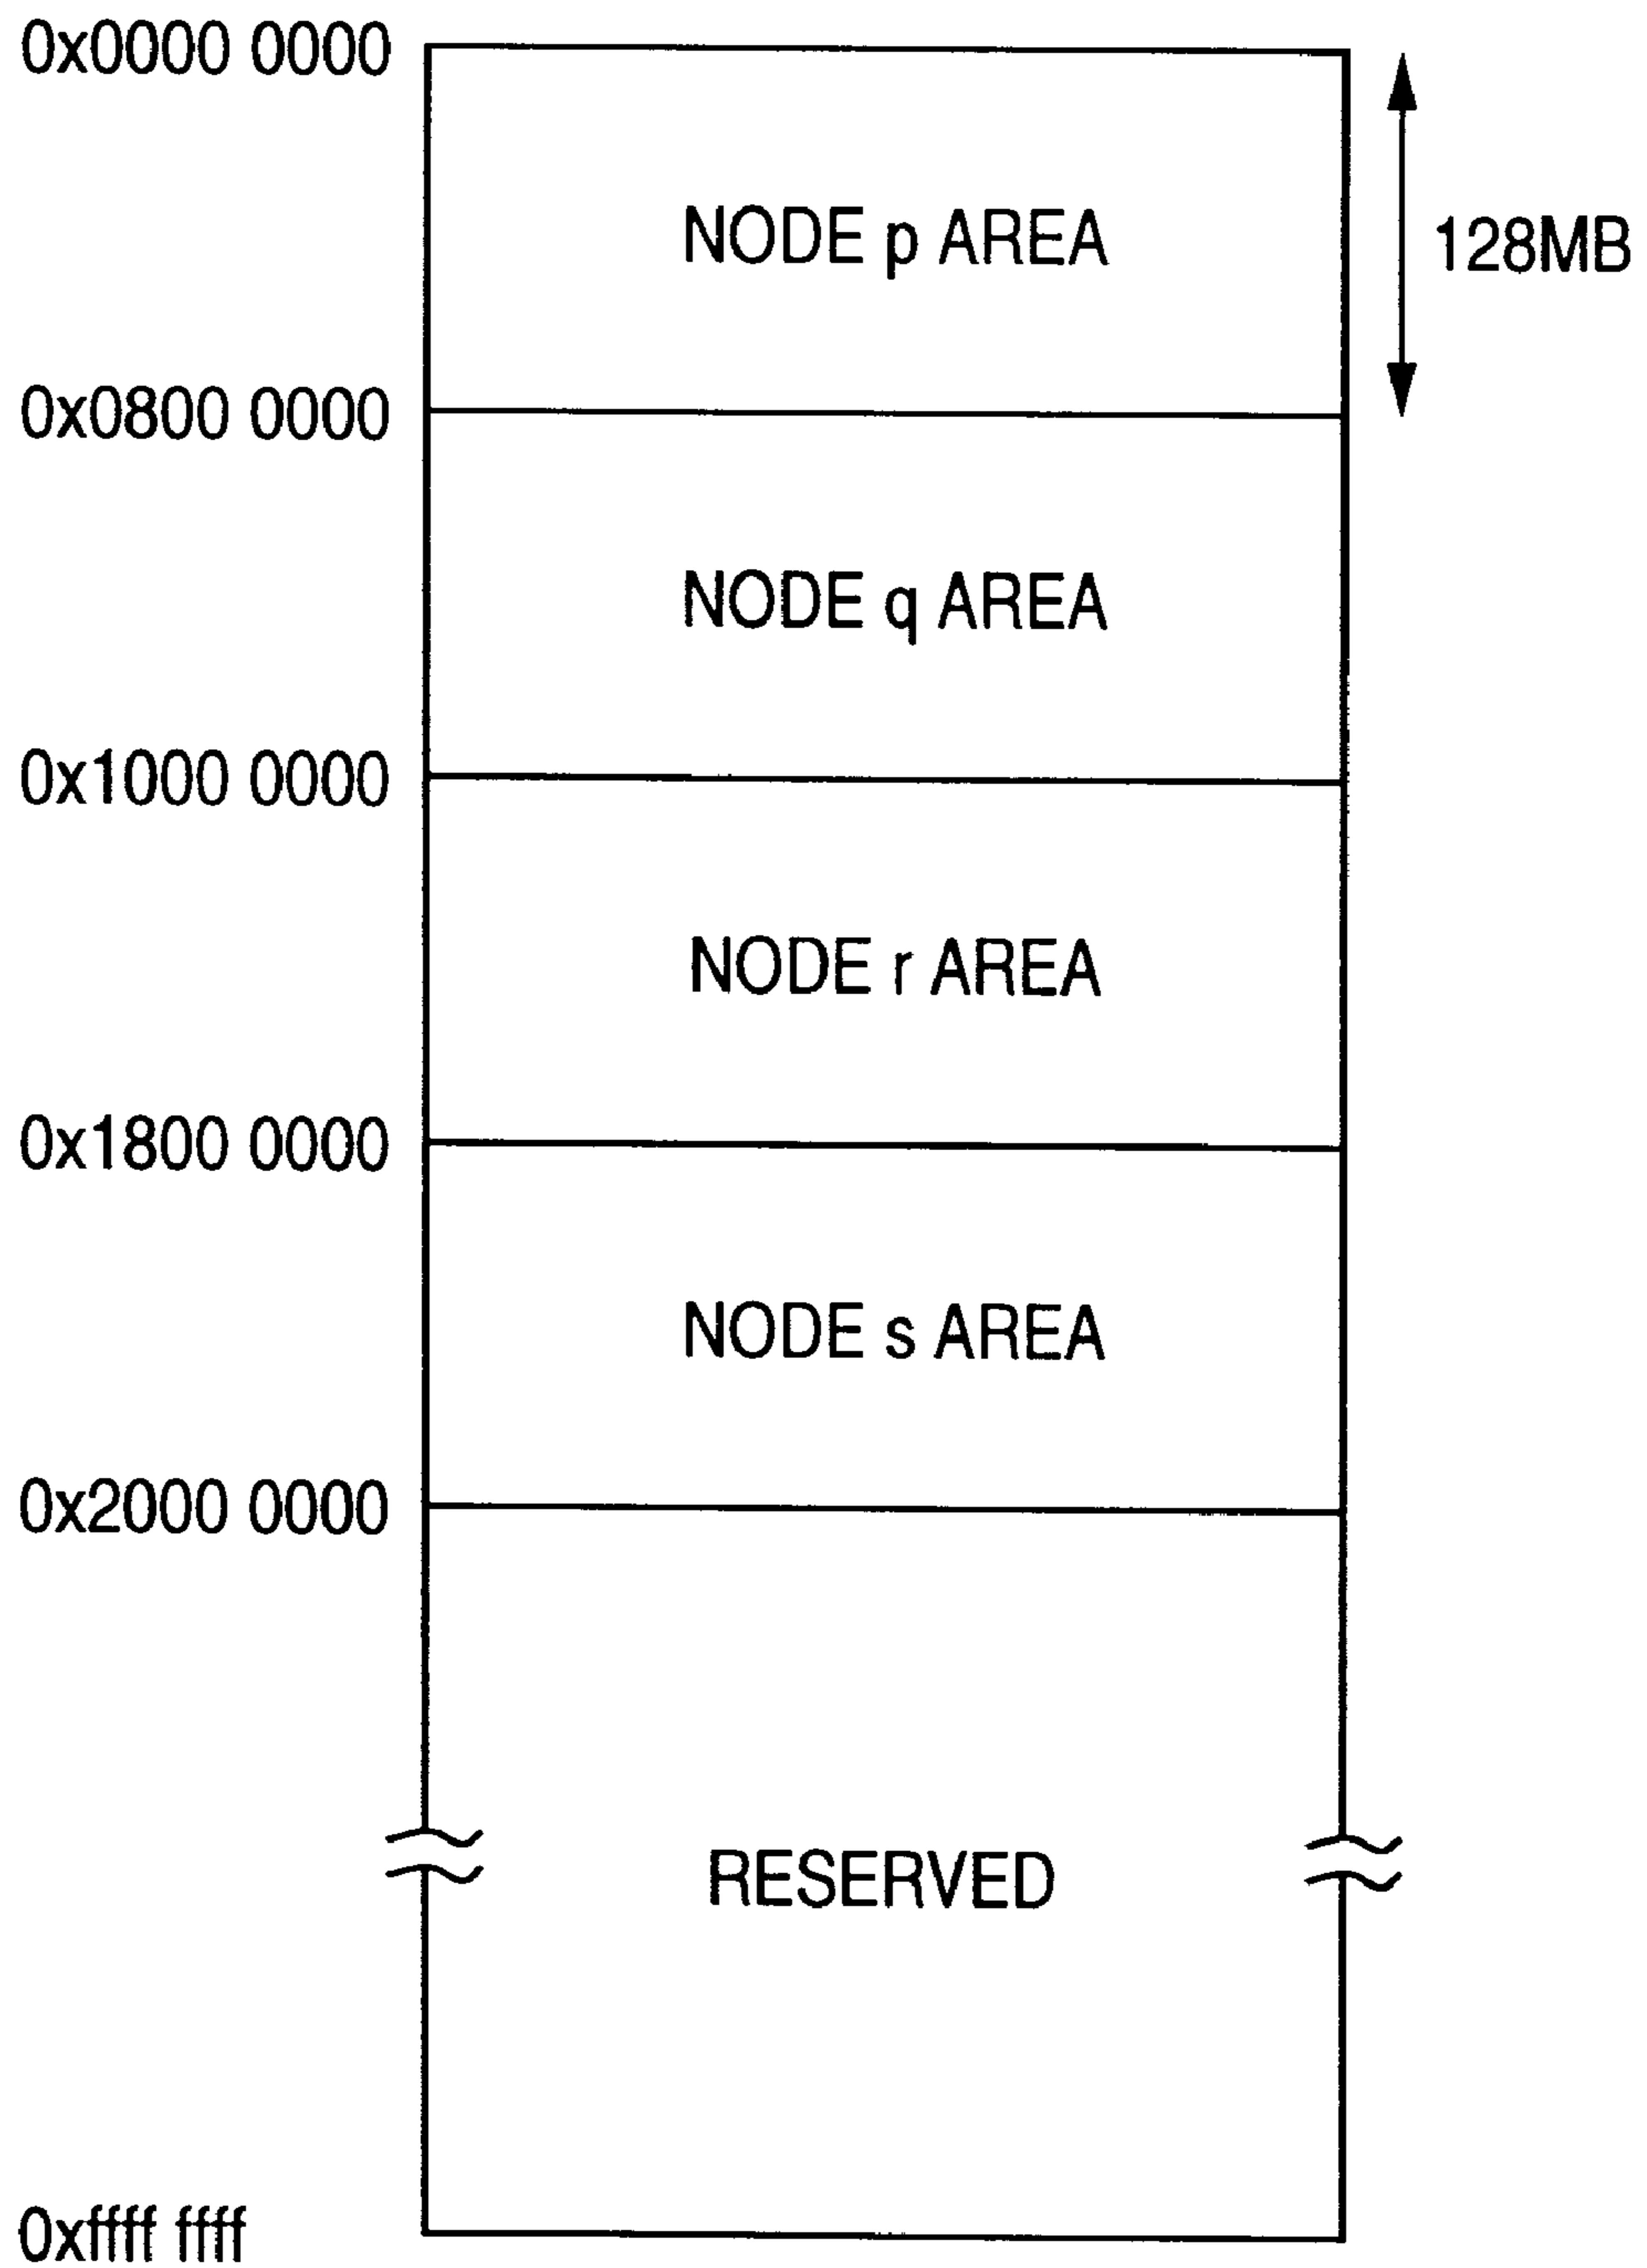 0x0000 0000
NODE p AREA
128MB
0x0800 0000
NODE q AREA
0x1000 0000
NODE r AREA
0x1800 0000
NODE s AREA
0x2000 0000
RESERVED
0xffff ffff